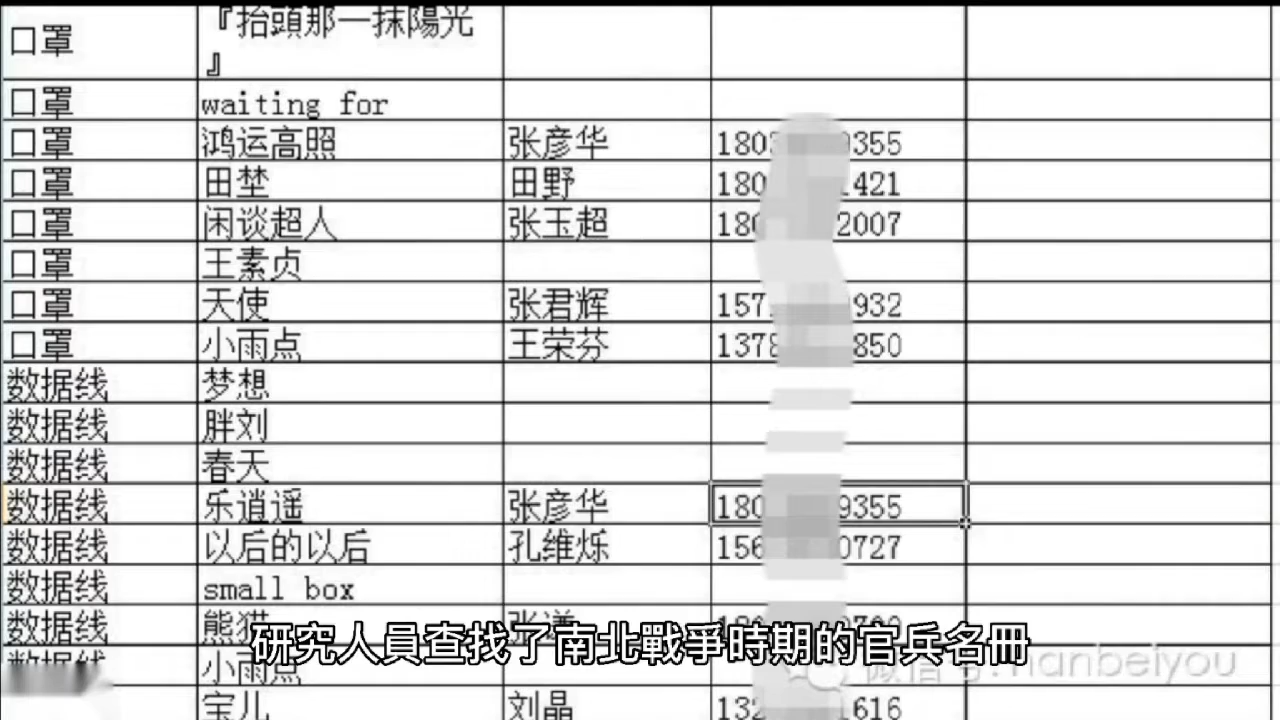 口罩 『抬頭那一抹陽光
』
口罩 waiting for
口罩 鸿运高照 张彦华 180 9355
口罩 田埜 田野 180 1421
口罩 闲谈超人 张玉超 180 2007
口罩 王素贞
口罩 天使 张君辉 157 932
口罩 小雨点 王荣芬 1378 850
数据线 梦想
数据线 胖刘
数据线 春天
数据线 乐逍遥 张彦华 180 9355
数据线 以后的以后 孔维烁 156 0727
数据线 small box
数据线 熊猫
研究人員查找了南北戰爭時期的官兵名冊
小雨点
微信号: nanbeiyou
宝儿 刘晶 132 1616